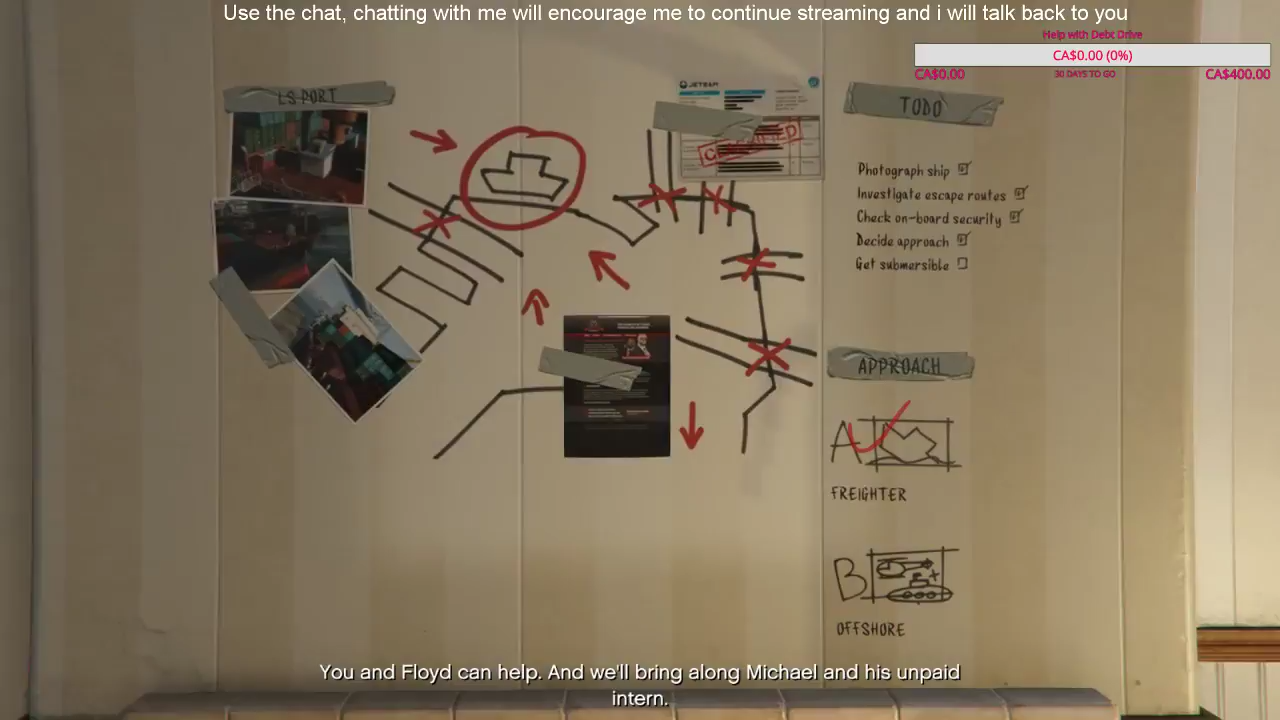 Use the chat, chatting with me will encourage me to continue streaming and i will talk back to you
Help with Debt Drive
CA$0.00 (0%)
CA$0.00
30 DAYS TO GO
CA$400.00
LS PORT
JETSAM
CLASSIFIED
TODO
Photograph ship
Investigate escape routes
Check on-board security
Decide approach
Get submersible
APPROACH
A
FREIGHTER
B
OFFSHORE
You and Floyd can help. And we'll bring along Michael and his unpaid
intern.